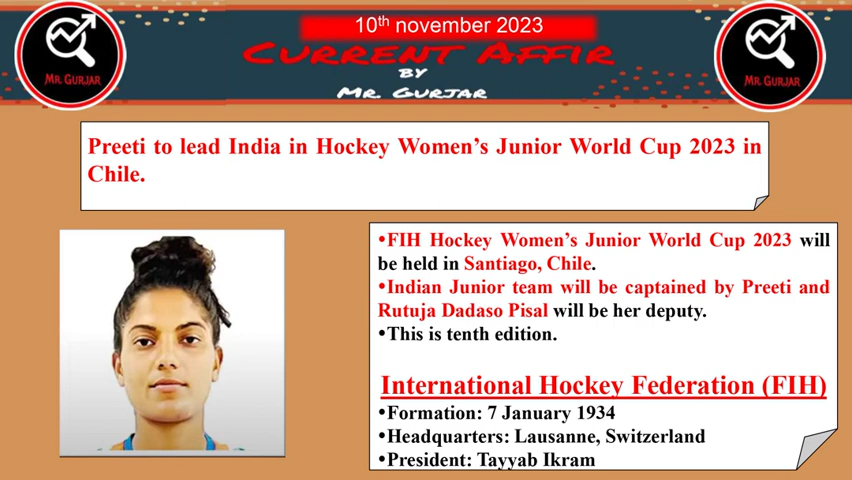 10th november 2023
Current Affir
by
Mr. Gurjar
Mr. Gurjar
Mr. Gurjar
Preeti to lead India in Hockey Women’s Junior World Cup 2023 in
Chile.
•FIH Hockey Women’s Junior World Cup 2023 will
be held in Santiago, Chile.
•Indian Junior team will be captained by Preeti and
Rutuja Dadaso Pisal will be her deputy.
•This is tenth edition.
International Hockey Federation (FIH)
•Formation: 7 January 1934
•Headquarters: Lausanne, Switzerland
•President: Tayyab Ikram